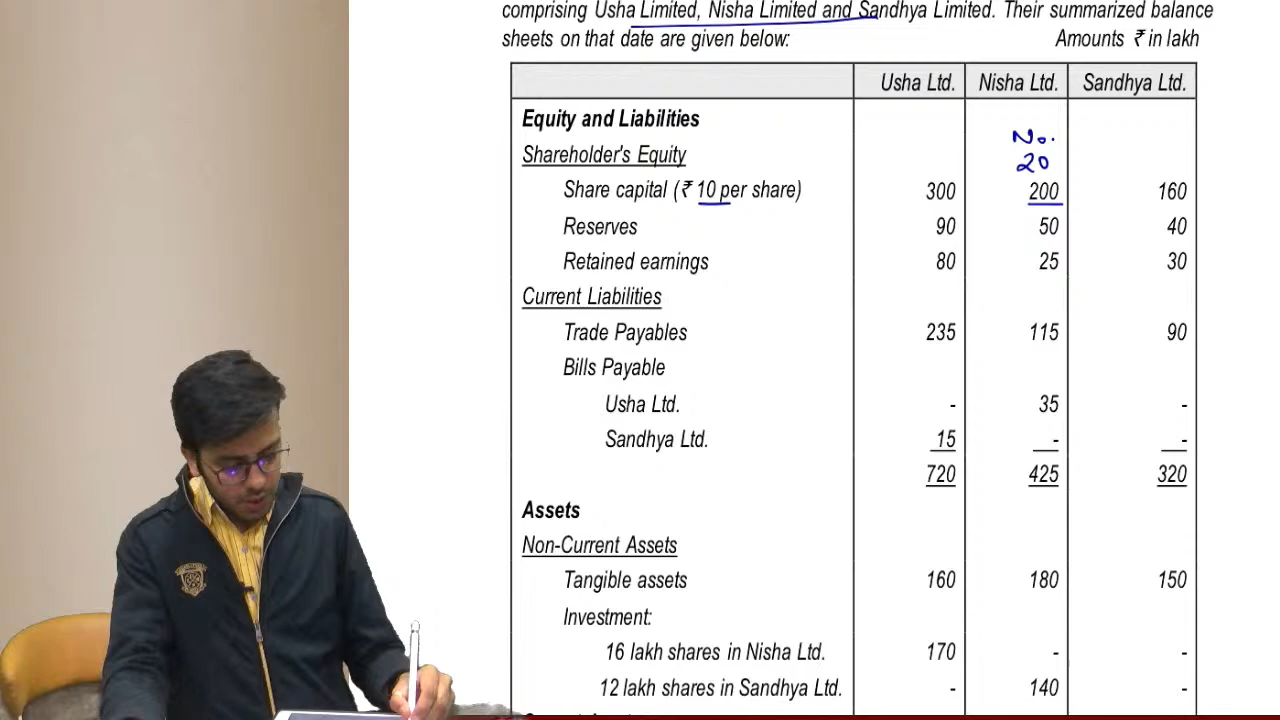 comprising Usha Limited, Nisha Limited and Sandhya Limited. Their summarized balance
sheets on that date are given below: Amounts ₹ in lakh
Usha Ltd. Nisha Ltd. Sandhya Ltd.
Equity and Liabilities
No.
Shareholder's Equity
20
Share capital (₹ 10 per share) 300 200 160
Reserves 90 50 40
Retained earnings 80 25 30
Current Liabilities
Trade Payables 235 115 90
Bills Payable
Usha Ltd. - 35 -
Sandhya Ltd. 15 - -
720 425 320
Assets
Non-Current Assets
Tangible assets 160 180 150
Investment:
16 lakh shares in Nisha Ltd. 170 - -
12 lakh shares in Sandhya Ltd. - 140 -